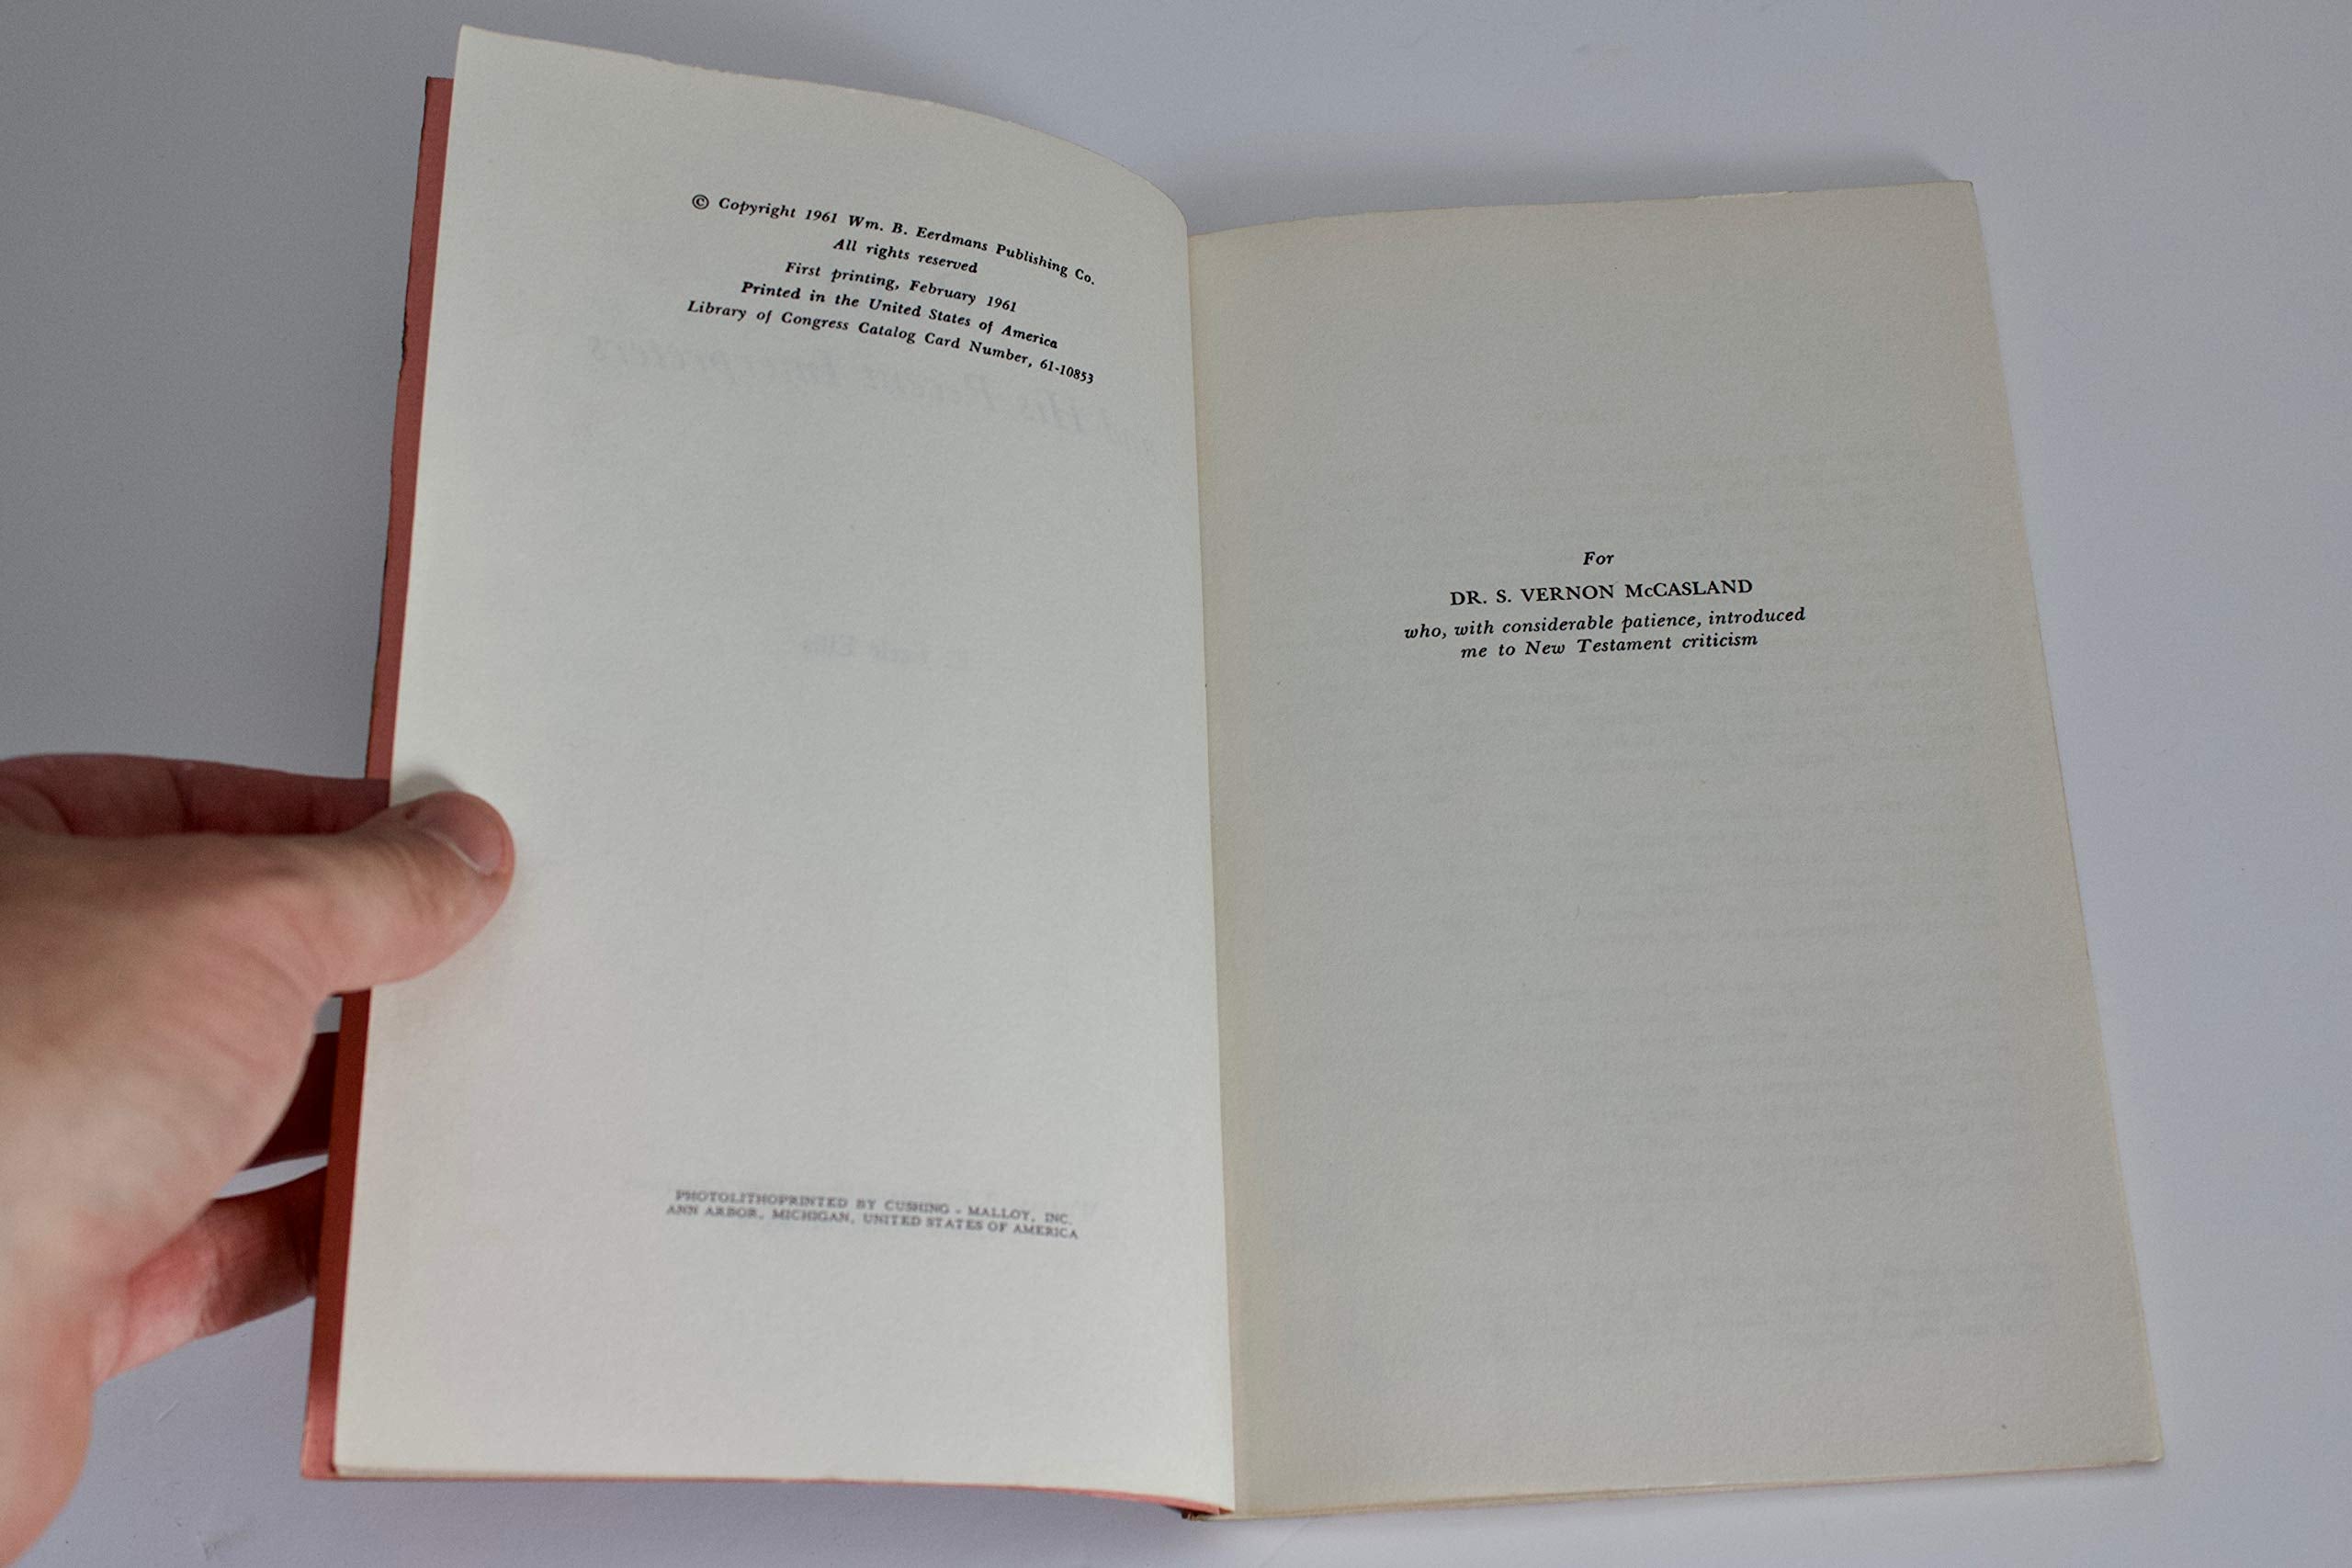 © Copyright 1961 Wm. B. Eerdmans Publishing Co.
All rights reserved
First printing, February 1961
Printed in the United States of America
Library of Congress Catalog Card Number, 61-10853
PHOTOLITHOPRINTED BY CUSHING - MALLOY, INC.
ANN ARBOR, MICHIGAN, UNITED STATES OF AMERICA
For
DR. S. VERNON McCASLAND
who, with considerable patience, introduced
me to New Testament criticism